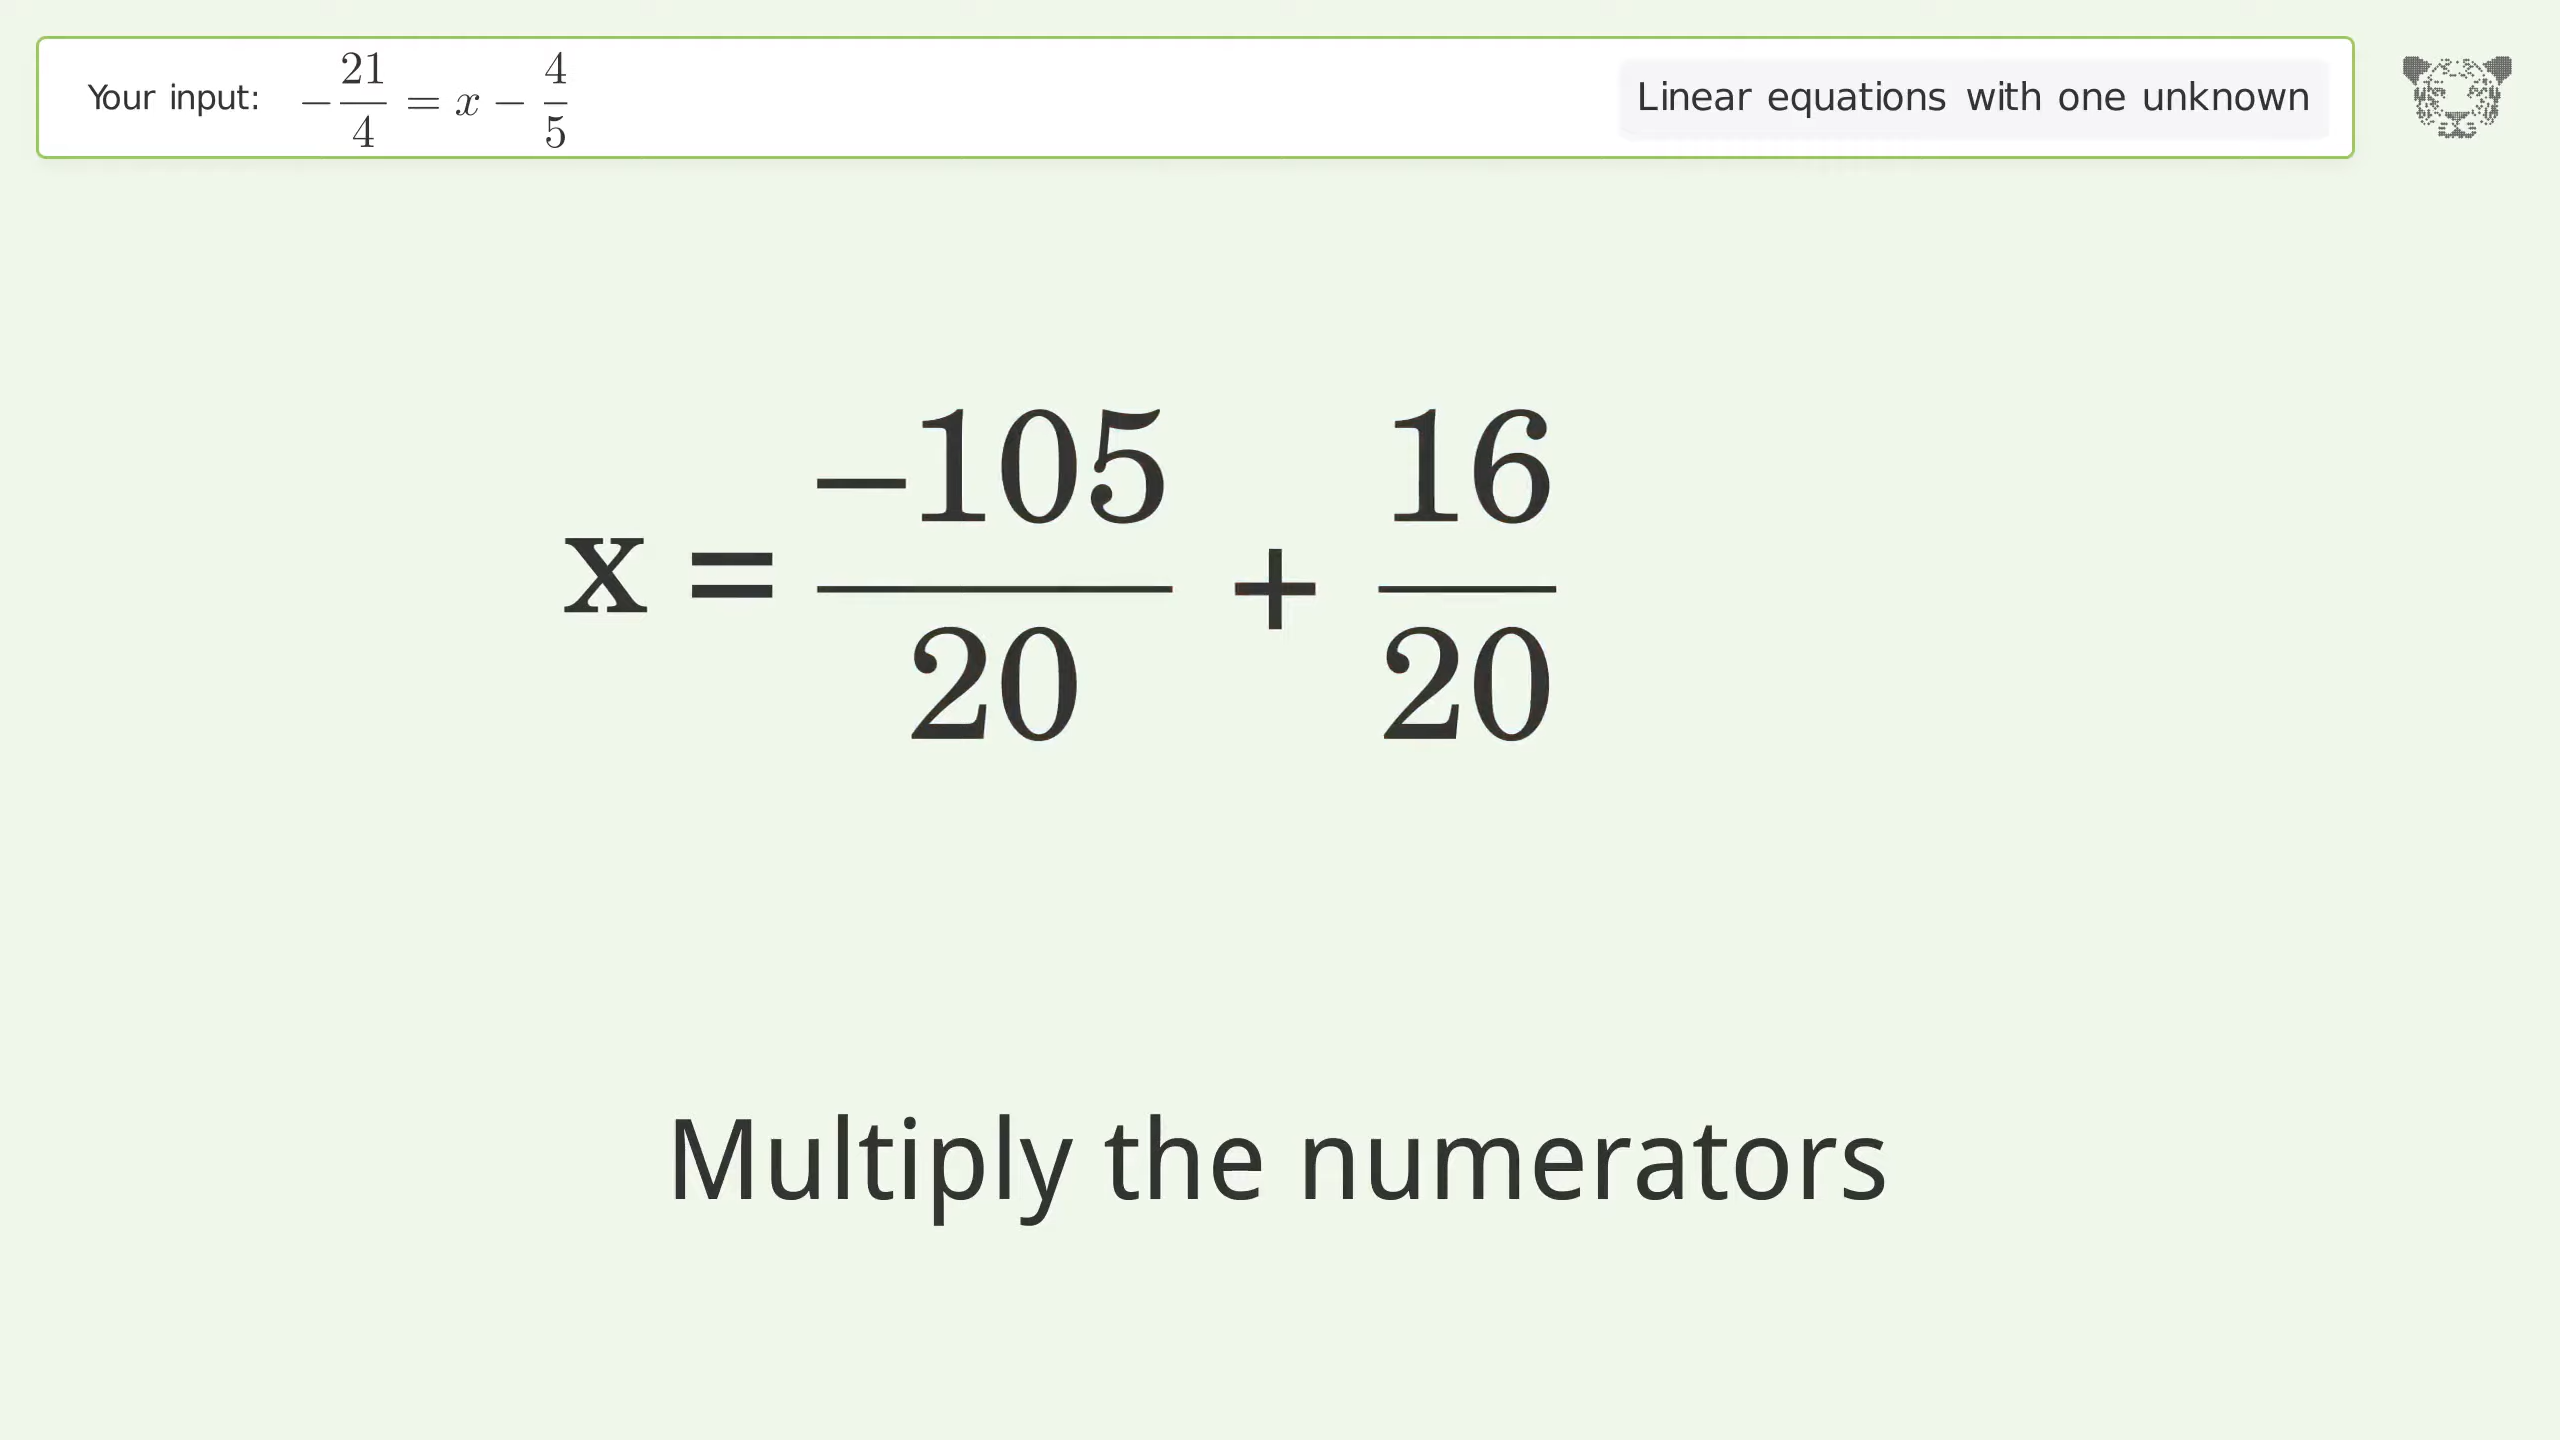 Your input: −21/4 = x − 4/5
Linear equations with one unknown
x = −105/20 + 16/20
Multiply the numerators